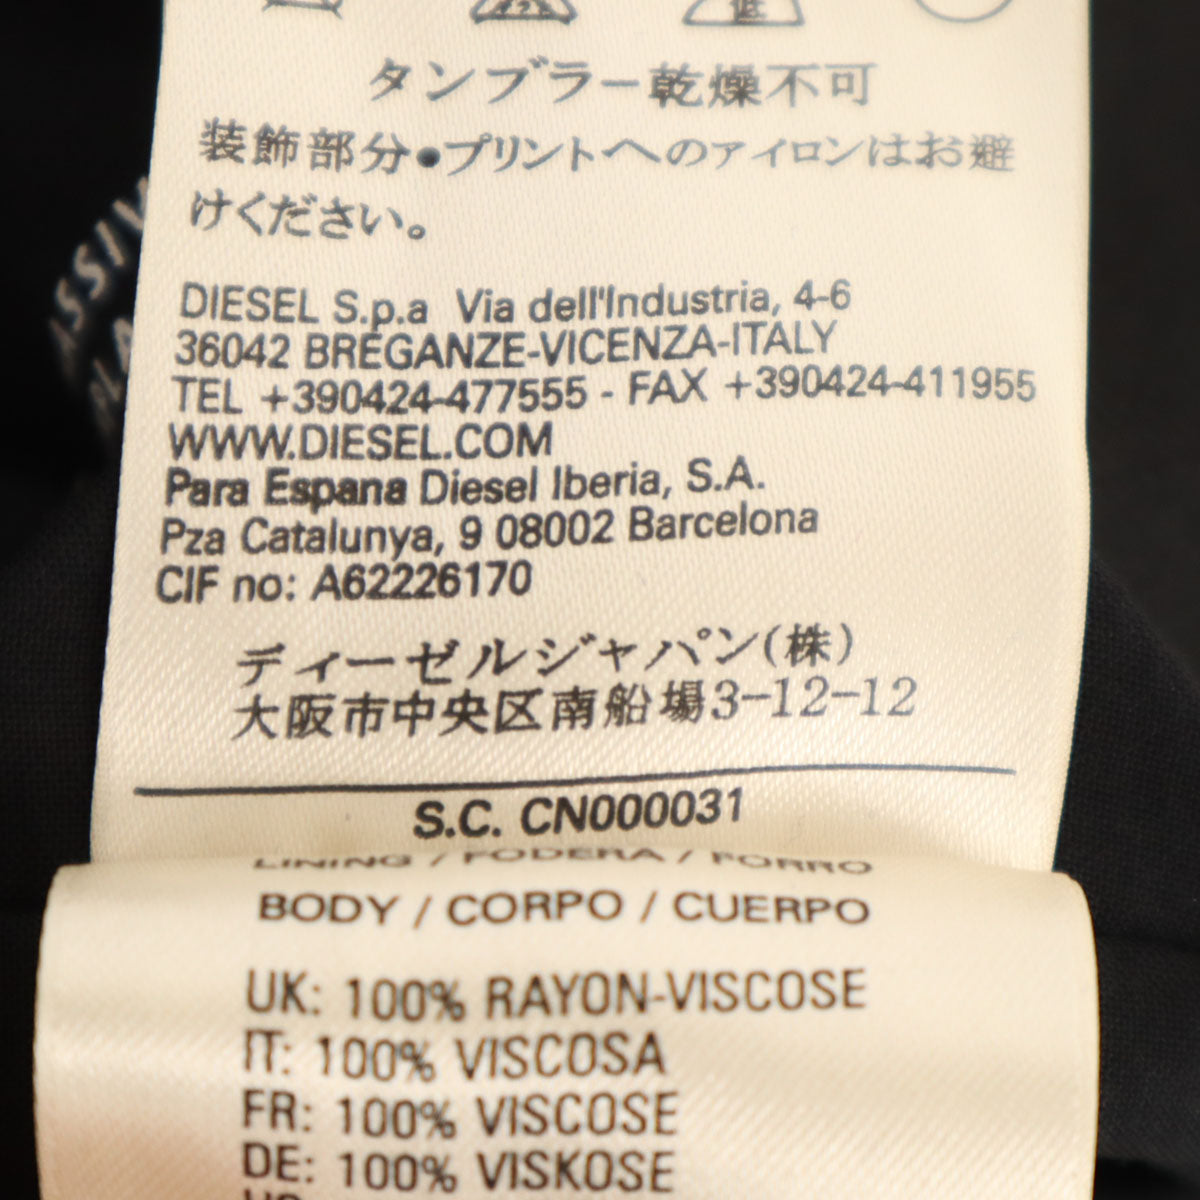 低
タンブラー乾燥不可
装飾部分●プリントへのアイロンはお避
けください。
DIESEL S.p.a Via dell'Industria, 4-6
36042 BREGANZE-VICENZA-ITALY
TEL +390424-477555 - FAX +390424-411955
WWW.DIESEL.COM
Para Espana Diesel Iberia, S.A.
Pza Catalunya, 9 08002 Barcelona
CIF no: A62226170
ディーゼルジャパン(株)
大阪市中央区南船場3-12-12
S.C. CN000031
LINING / FODERA / FORRO
BODY / CORPO / CUERPO
UK: 100% RAYON-VISCOSE
IT: 100% VISCOSA
FR: 100% VISCOSE
DE: 100% VISKOSE